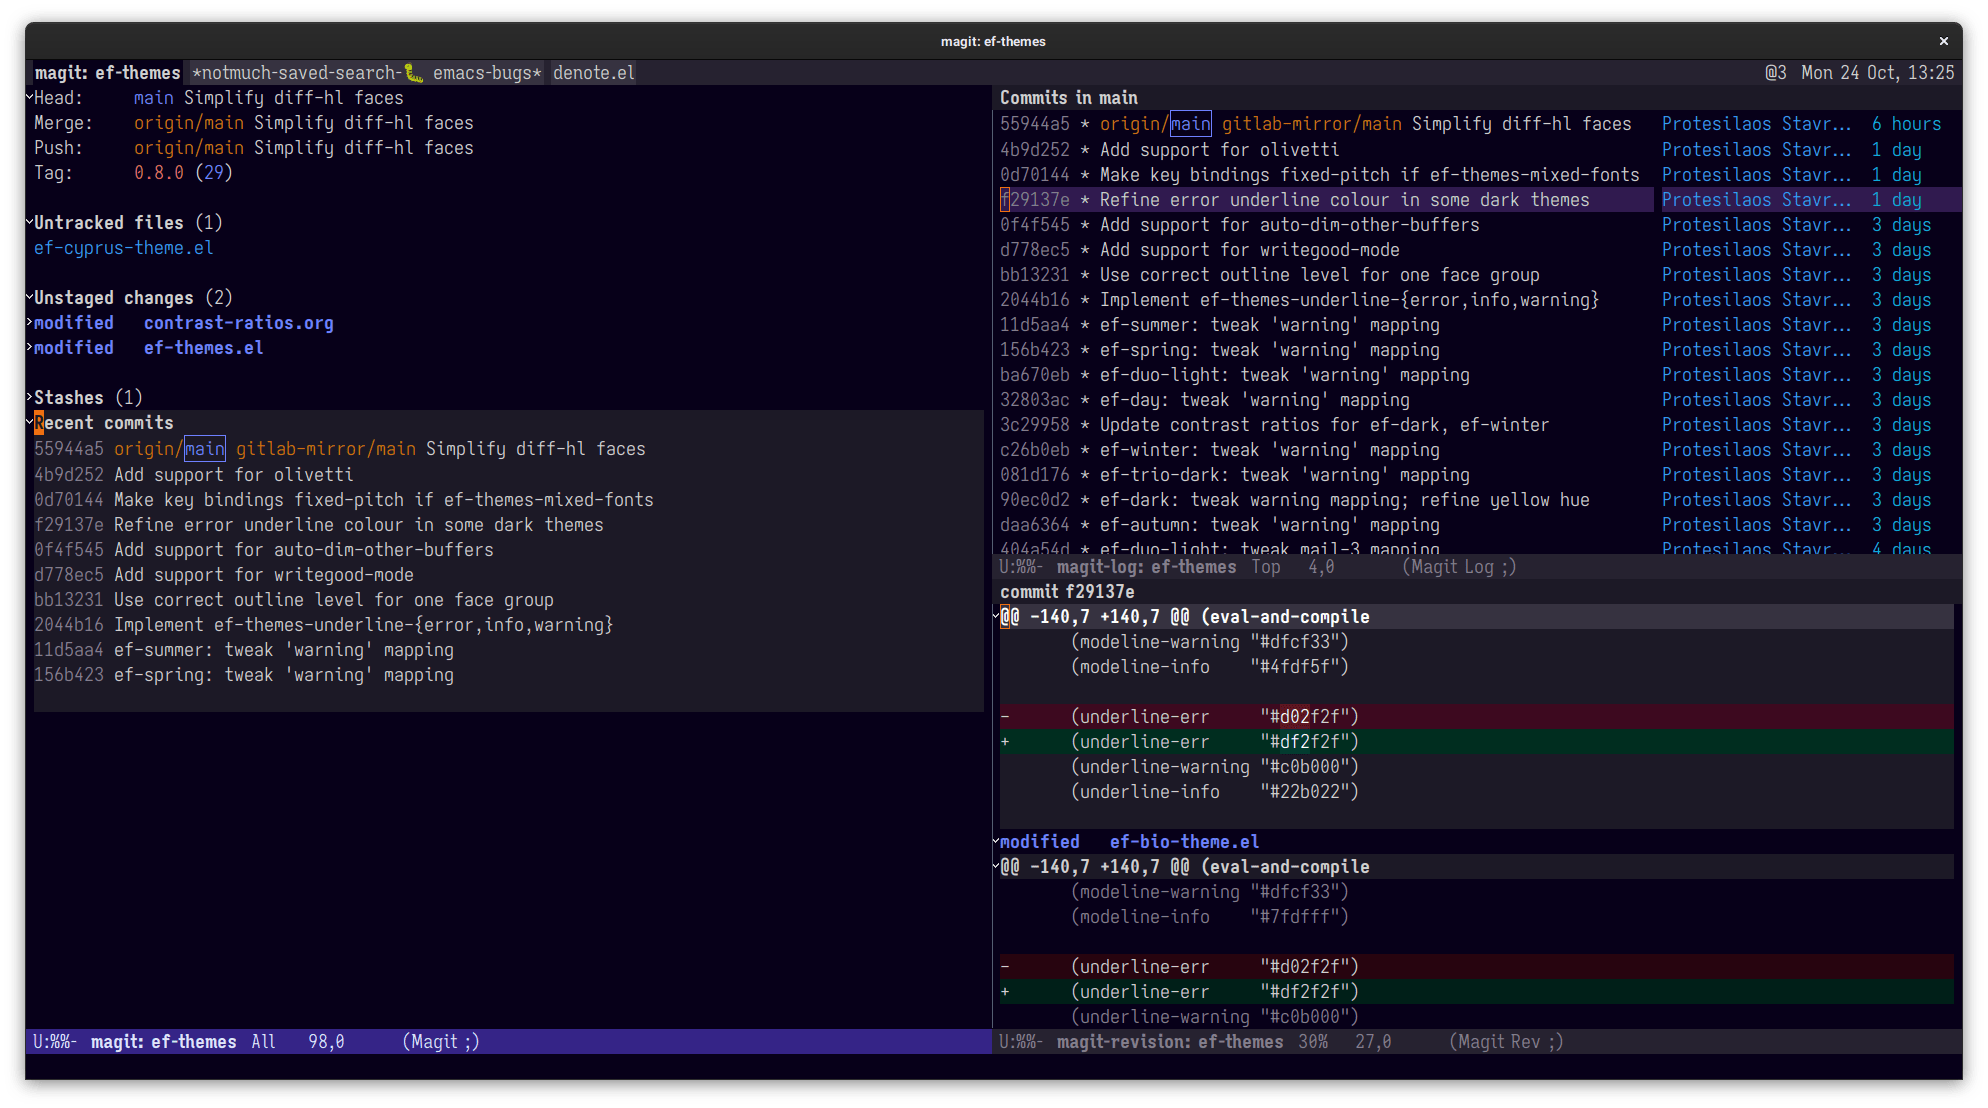 magit: ef-themes
magit: ef-themes *notmuch-saved-search-🐛 emacs-bugs* denote.el @3 Mon 24 Oct, 13:25
Head: main Simplify diff-hl faces
Merge: origin/main Simplify diff-hl faces
Push: origin/main Simplify diff-hl faces
Tag: 0.8.0 (29)
Untracked files (1)
ef-cyprus-theme.el
Unstaged changes (2)
modified contrast-ratios.org
modified ef-themes.el
Stashes (1)
Recent commits
55944a5 origin/main gitlab-mirror/main Simplify diff-hl faces
4b9d252 Add support for olivetti
0d70144 Make key bindings fixed-pitch if ef-themes-mixed-fonts
f29137e Refine error underline colour in some dark themes
0f4f545 Add support for auto-dim-other-buffers
d778ec5 Add support for writegood-mode
bb13231 Use correct outline level for one face group
2044b16 Implement ef-themes-underline-{error,info,warning}
11d5aa4 ef-summer: tweak 'warning' mapping
156b423 ef-spring: tweak 'warning' mapping
U:%%- magit: ef-themes All 98,0 (Magit ;)
Commits in main
55944a5 * origin/main gitlab-mirror/main Simplify diff-hl faces Protesilaos Stavr... 6 hours
4b9d252 * Add support for olivetti Protesilaos Stavr... 1 day
0d70144 * Make key bindings fixed-pitch if ef-themes-mixed-fonts Protesilaos Stavr... 1 day
f29137e * Refine error underline colour in some dark themes Protesilaos Stavr... 1 day
0f4f545 * Add support for auto-dim-other-buffers Protesilaos Stavr... 3 days
d778ec5 * Add support for writegood-mode Protesilaos Stavr... 3 days
bb13231 * Use correct outline level for one face group Protesilaos Stavr... 3 days
2044b16 * Implement ef-themes-underline-{error,info,warning} Protesilaos Stavr... 3 days
11d5aa4 * ef-summer: tweak 'warning' mapping Protesilaos Stavr... 3 days
156b423 * ef-spring: tweak 'warning' mapping Protesilaos Stavr... 3 days
ba670eb * ef-duo-light: tweak 'warning' mapping Protesilaos Stavr... 3 days
32803ac * ef-day: tweak 'warning' mapping Protesilaos Stavr... 3 days
3c29958 * Update contrast ratios for ef-dark, ef-winter Protesilaos Stavr... 3 days
c26b0eb * ef-winter: tweak 'warning' mapping Protesilaos Stavr... 3 days
081d176 * ef-trio-dark: tweak 'warning' mapping Protesilaos Stavr... 3 days
90ec0d2 * ef-dark: tweak warning mapping; refine yellow hue Protesilaos Stavr... 3 days
daa6364 * ef-autumn: tweak 'warning' mapping Protesilaos Stavr... 3 days
404a54d * ef-duo-light: tweak mail-3 mapping Protesilaos Stavr... 4 days
U:%%- magit-log: ef-themes Top 4,0 (Magit Log ;)
commit f29137e
@@ -140,7 +140,7 @@ (eval-and-compile
(modeline-warning "#dfcf33")
(modeline-info "#4fdf5f")
- (underline-err "#d02f2f")
+ (underline-err "#df2f2f")
(underline-warning "#c0b000")
(underline-info "#22b022")
modified ef-bio-theme.el
@@ -140,7 +140,7 @@ (eval-and-compile
(modeline-warning "#dfcf33")
(modeline-info "#7fdfff")
- (underline-err "#d02f2f")
+ (underline-err "#df2f2f")
(underline-warning "#c0b000")
U:%%- magit-revision: ef-themes 30% 27,0 (Magit Rev ;)